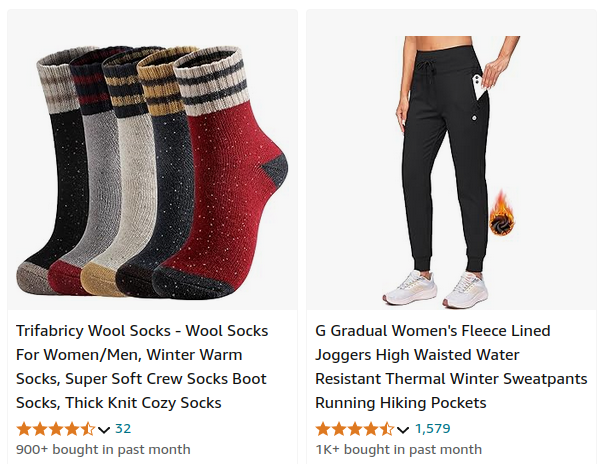 Trifabricy Wool Socks - Wool Socks
For Women/Men, Winter Warm
Socks, Super Soft Crew Socks Boot
Socks, Thick Knit Cozy Socks
32
900+ bought in past month
G Gradual Women's Fleece Lined
Joggers High Waisted Water
Resistant Thermal Winter Sweatpants
Running Hiking Pockets
1,579
1K+ bought in past month